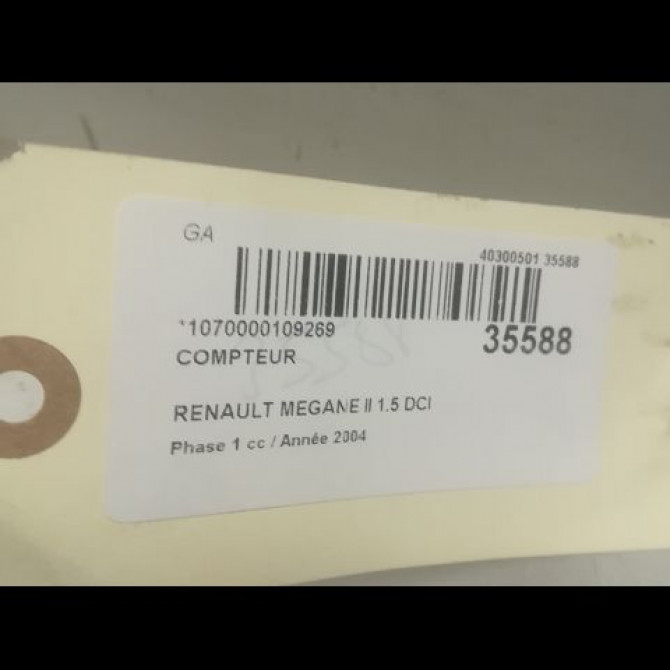 GA
40300501 35588
*1070000109269
35588
COMPTEUR
RENAULT MEGANE II 1.5 DCI
Phase 1 cc / Année 2004